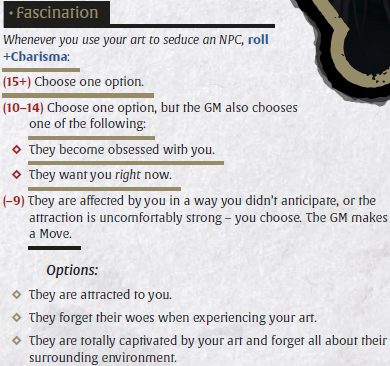 • Fascination
Whenever you use your art to seduce an NPC, roll
+Charisma:
(15+) Choose one option.
(10–14) Choose one option, but the GM also chooses
one of the following:
They become obsessed with you.
They want you right now.
(–9) They are affected by you in a way you didn't anticipate, or the
attraction is uncomfortably strong – you choose. The GM makes
a Move.
Options:
They are attracted to you.
They forget their woes when experiencing your art.
They are totally captivated by your art and forget all about their
surrounding environment.